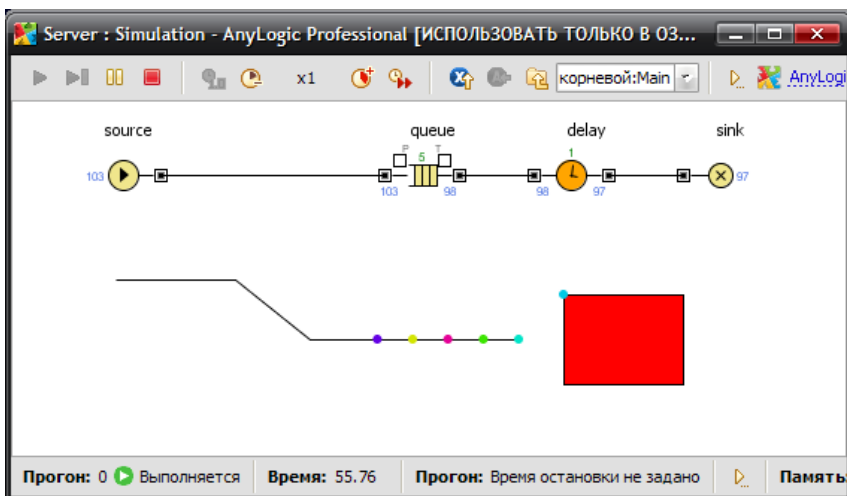 Server : Simulation - AnyLogic Professional [ИСПОЛЬЗОВАТЬ ТОЛЬКО В ОЗ...
x1 корневой:Main AnyLogi
source queue delay sink
P 5 T 1
103 103 98 98 97 97
Прогон: 0 Выполняется Время: 55.76 Прогон: Время остановки не задано Память: